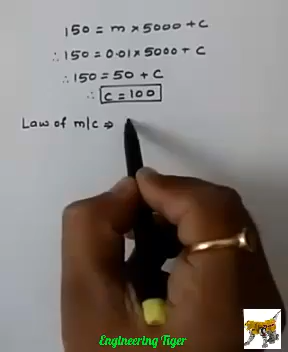 150 = m × 5000 + C
∴ 150 = 0.01 × 5000 + C
∴ 150 = 50 + C
∴ C = 100
Law of m/c ⇒
Engineering Tiger